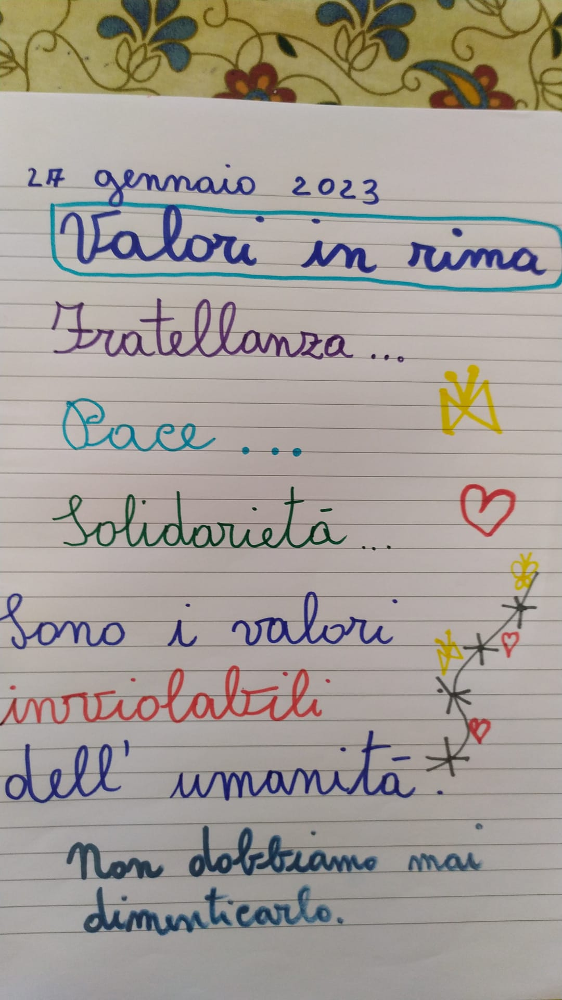 27 gennaio 2023
Valori in rima
Fratellanza...
Pace...
Solidarietà...
Sono i valori
inviolabili
dell'umanità.
Non dobbiamo mai
dimenticarlo.